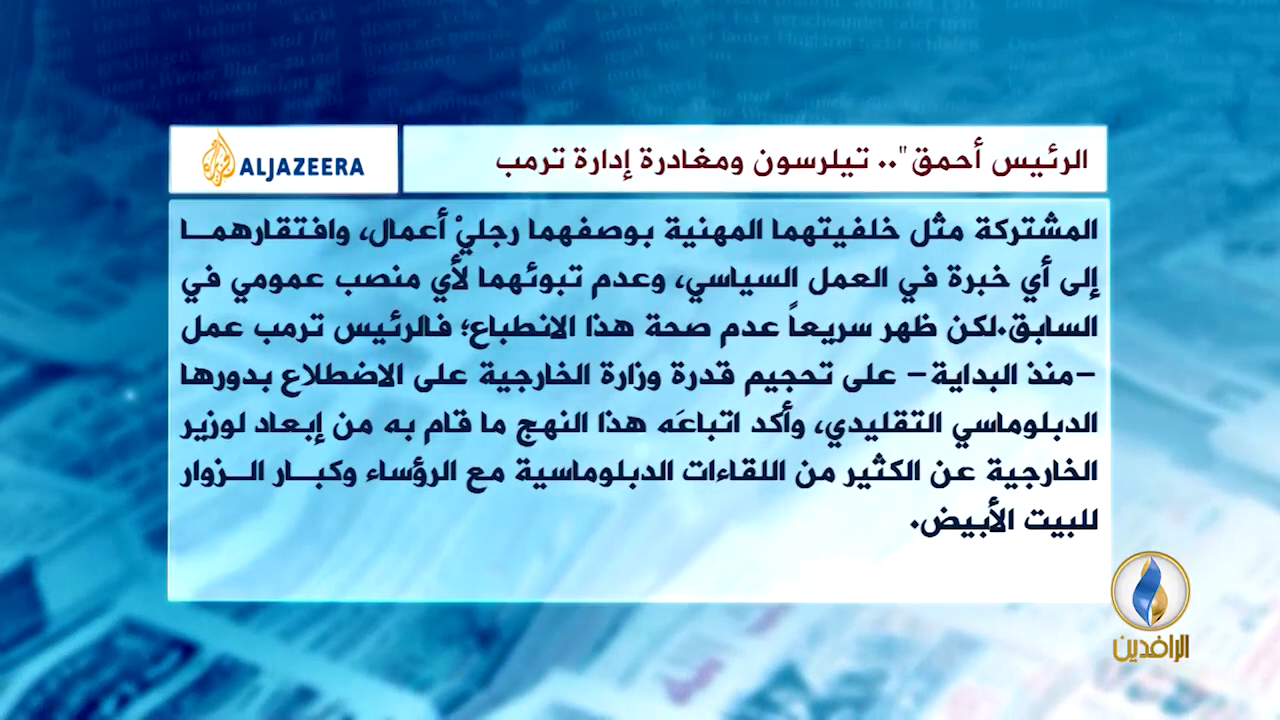 الرئيس أحمق".. تيلرسون ومغادرة إدارة ترمب
ALJAZEERA
المشتركة مثل خلفيتهما المهنية بوصفهما رجليْ أعمال، وافتقارهمــا
إلى أي خبرة في العمل السياسي، وعدم تبوئهما لأي منصب عمومي في
السابق.لكن ظهر سريعاً عدم صحة هذا الانطباع؛ فالرئيس ترمب عمل
–منذ البداية– على تحجيم قدرة وزارة الخارجية على الاضطلاع بدورها
الدبلوماسي التقليدي، وأكد اتباعَه هذا النهج ما قام به من إبعاد لوزير
الخارجية عن الكثير من اللقاءات الدبلوماسية مع الرؤساء وكبــار الــزوار
للبيت الأبيض.
الرافدين